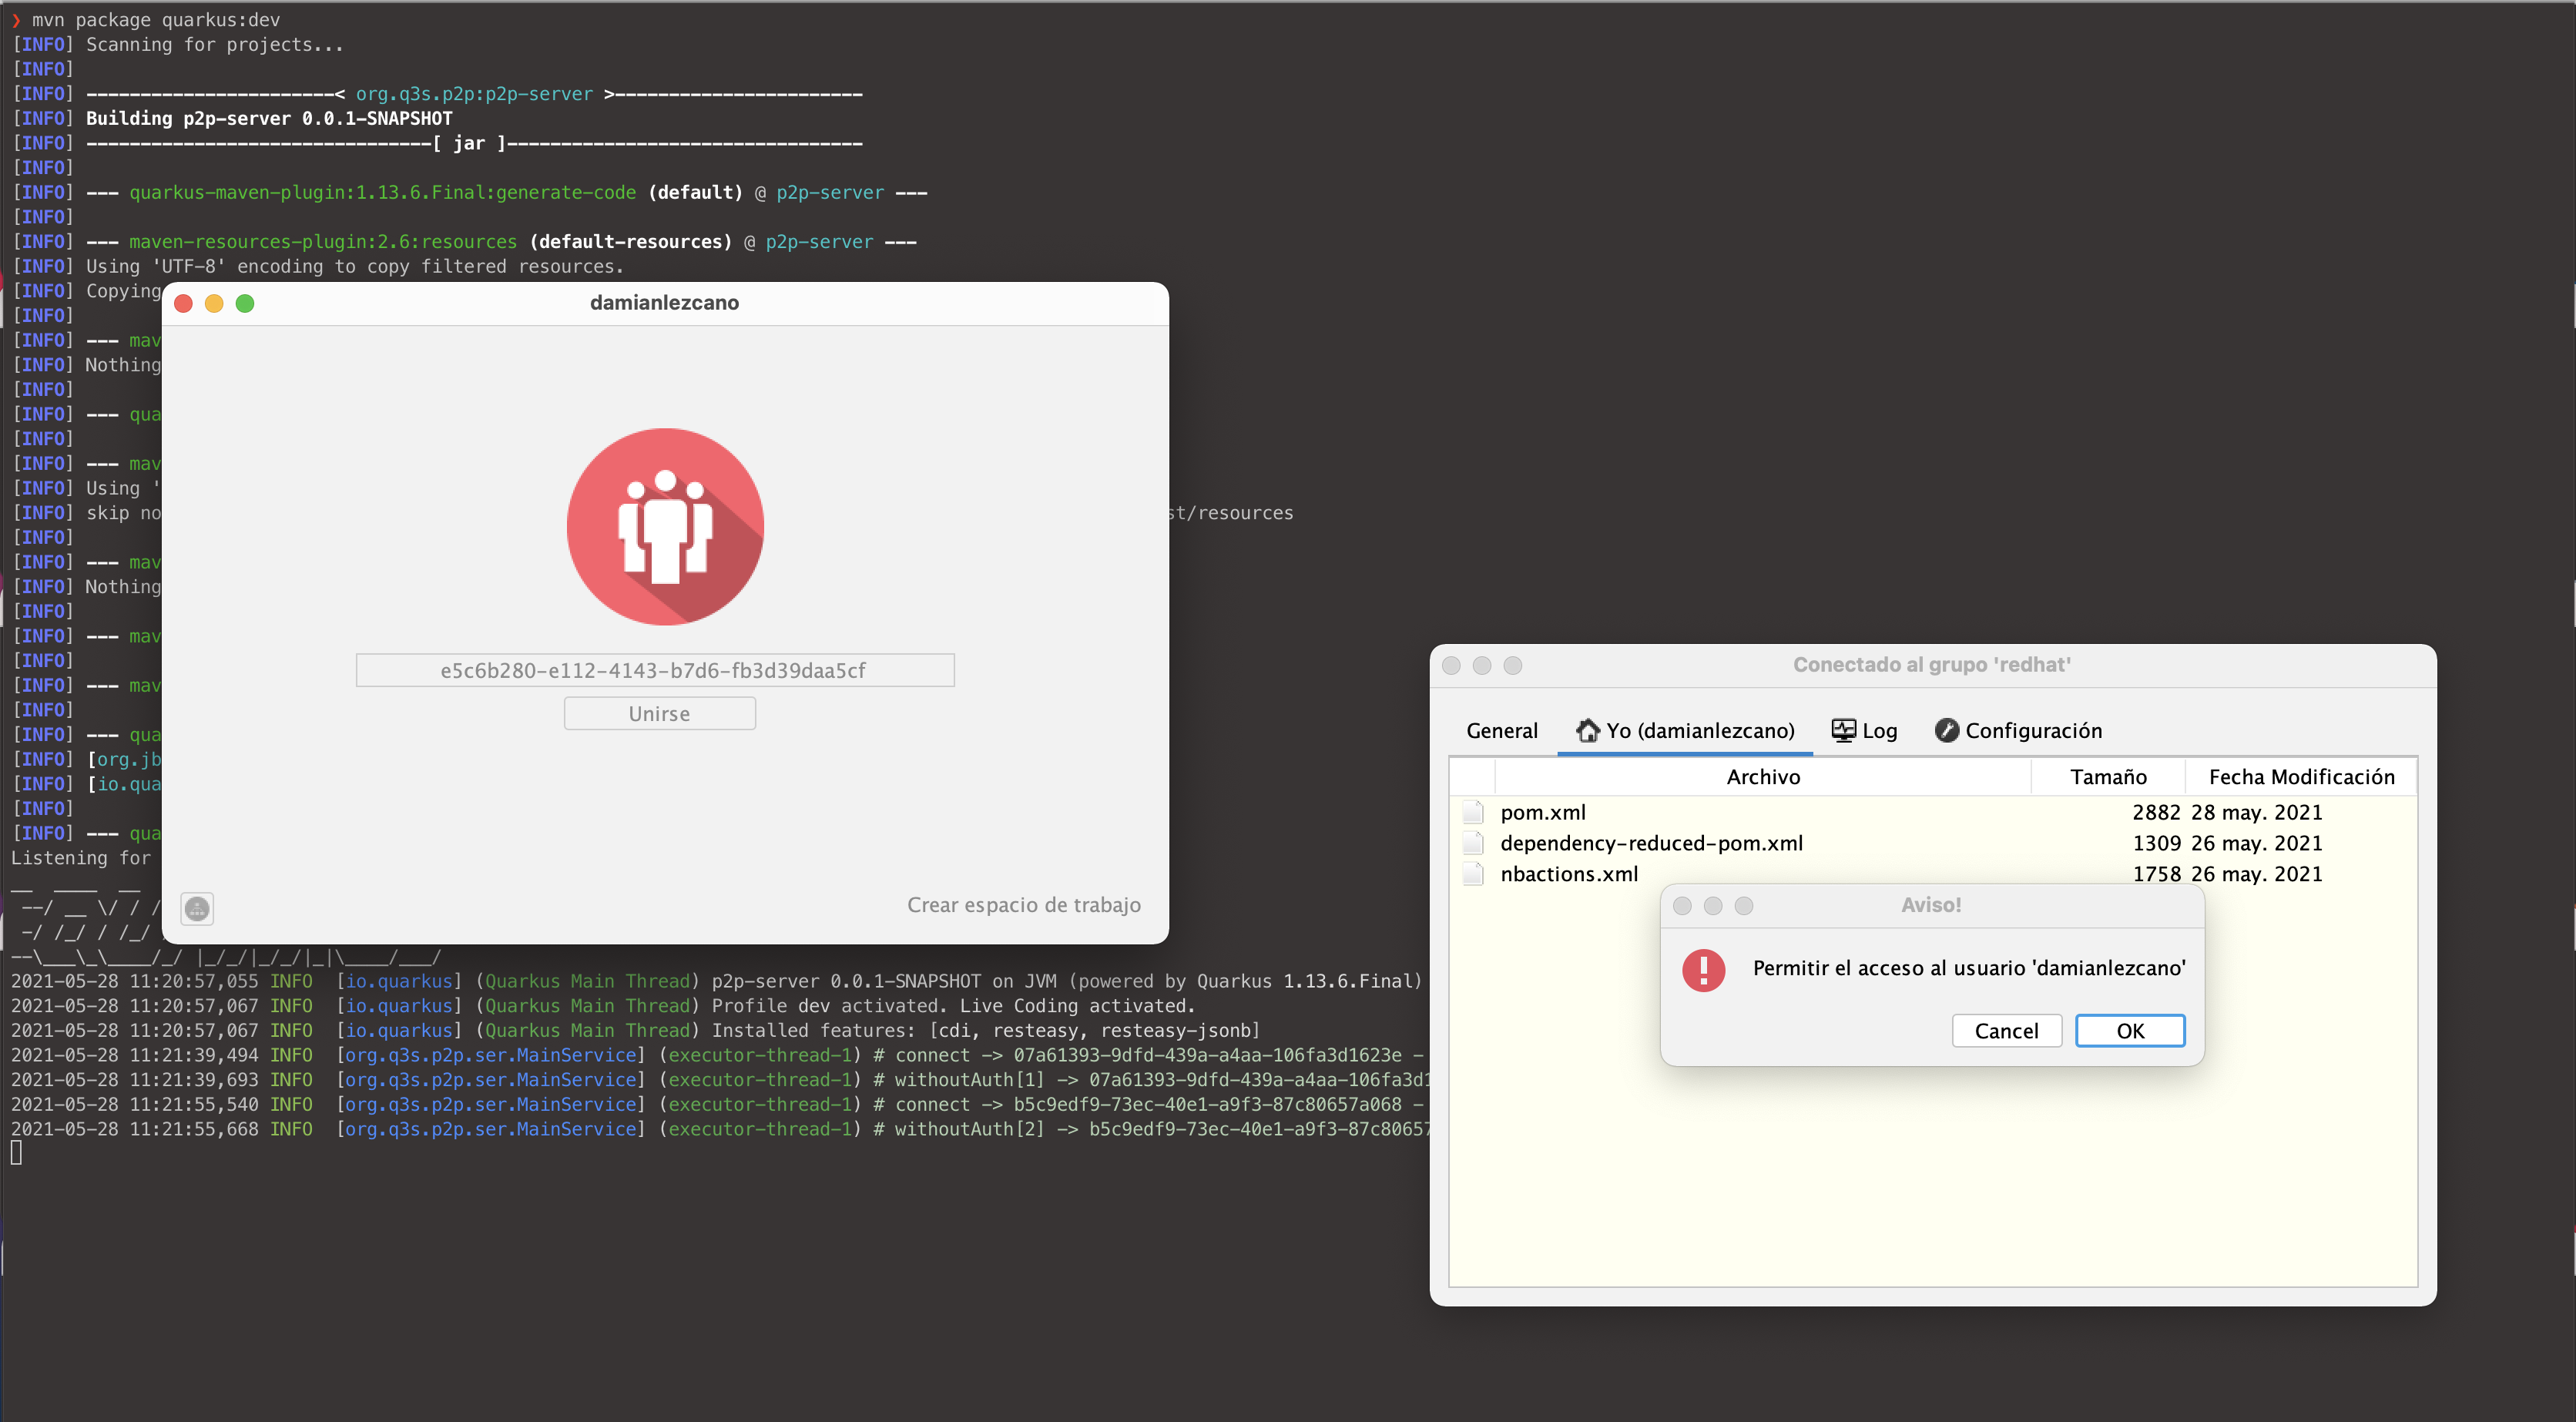 ❯ mvn package quarkus:dev
[INFO] Scanning for projects...
[INFO]
[INFO] -----------------------< org.q3s.p2p:p2p-server >-----------------------
[INFO] Building p2p-server 0.0.1-SNAPSHOT
[INFO] --------------------------------[ jar ]---------------------------------
[INFO]
[INFO] --- quarkus-maven-plugin:1.13.6.Final:generate-code (default) @ p2p-server ---
[INFO]
[INFO] --- maven-resources-plugin:2.6:resources (default-resources) @ p2p-server ---
[INFO] Using 'UTF-8' encoding to copy filtered resources.
[INFO] Copying
[INFO]
[INFO] --- mav
[INFO] Nothing
[INFO]
[INFO] --- qua
[INFO]
[INFO] --- mav
[INFO] Using '
[INFO] skip no st/resources
[INFO]
[INFO] --- mav
[INFO] Nothing
[INFO]
[INFO] --- mav
[INFO]
[INFO] --- mav
[INFO]
[INFO] --- qua
[INFO] [org.jb
[INFO] [io.qua
[INFO]
[INFO] --- qua
Listening for
__  ____  __
 --/ __ \/ / /
 -/ /_/ / /_/
--\___\_\____/_/ |_/_/|_/_/|_|\____/___/
2021-05-28 11:20:57,055 INFO  [io.quarkus] (Quarkus Main Thread) p2p-server 0.0.1-SNAPSHOT on JVM (powered by Quarkus 1.13.6.Final)
2021-05-28 11:20:57,067 INFO  [io.quarkus] (Quarkus Main Thread) Profile dev activated. Live Coding activated.
2021-05-28 11:20:57,067 INFO  [io.quarkus] (Quarkus Main Thread) Installed features: [cdi, resteasy, resteasy-jsonb]
2021-05-28 11:21:39,494 INFO  [org.q3s.p2p.ser.MainService] (executor-thread-1) # connect -> 07a61393-9dfd-439a-a4aa-106fa3d1623e -
2021-05-28 11:21:39,693 INFO  [org.q3s.p2p.ser.MainService] (executor-thread-1) # withoutAuth[1] -> 07a61393-9dfd-439a-a4aa-106fa3d1
2021-05-28 11:21:55,540 INFO  [org.q3s.p2p.ser.MainService] (executor-thread-1) # connect -> b5c9edf9-73ec-40e1-a9f3-87c80657a068 -
2021-05-28 11:21:55,668 INFO  [org.q3s.p2p.ser.MainService] (executor-thread-1) # withoutAuth[2] -> b5c9edf9-73ec-40e1-a9f3-87c80657
damianlezcano
e5c6b280-e112-4143-b7d6-fb3d39daa5cf
Unirse
Crear espacio de trabajo
Conectado al grupo 'redhat'
General Yo (damianlezcano) Log Configuración
Archivo Tamaño Fecha Modificación
pom.xml 2882 28 may. 2021
dependency-reduced-pom.xml 1309 26 may. 2021
nbactions.xml 1758 26 may. 2021
Aviso!
Permitir el acceso al usuario 'damianlezcano'
Cancel OK